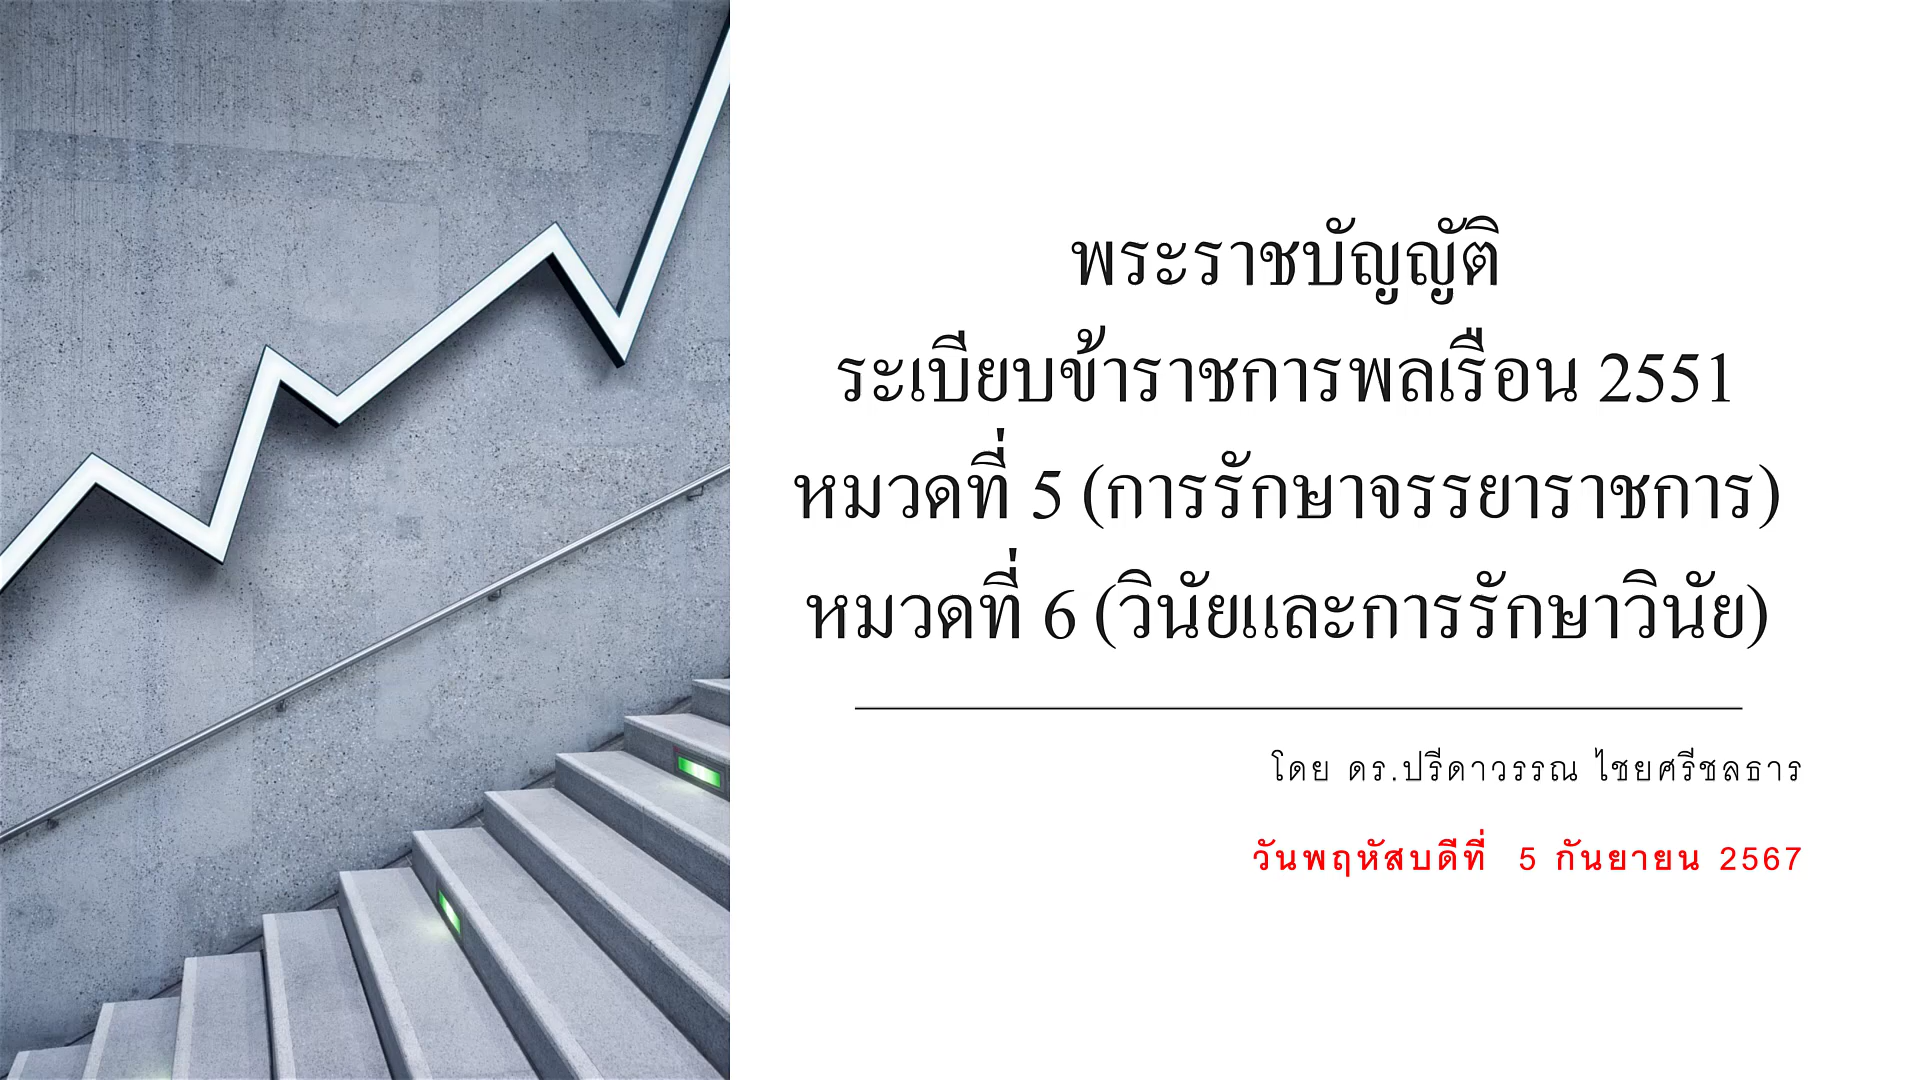 พระราชบัญญัติ
ระเบียบข้าราชการพลเรือน 2551
หมวดที่ 5 (การรักษาจรรยาราชการ)
หมวดที่ 6 (วินัยและการรักษาวินัย)
โดย ดร.ปรีดาวรรณ ไชยศรีชลธาร
วันพฤหัสบดีที่ 5 กันยายน 2567